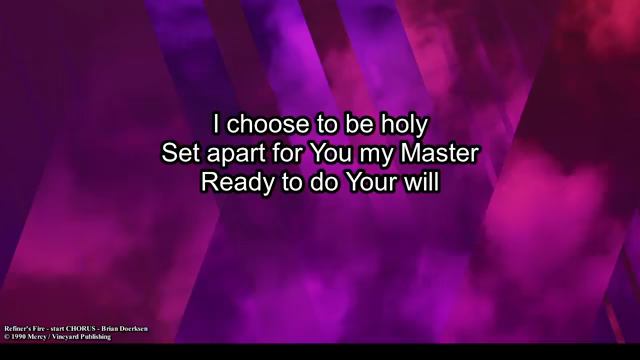 I choose to be holy
Set apart for You my Master
Ready to do Your will
Refiner's Fire - start CHORUS - Brian Doerksen
© 1990 Mercy / Vineyard Publishing